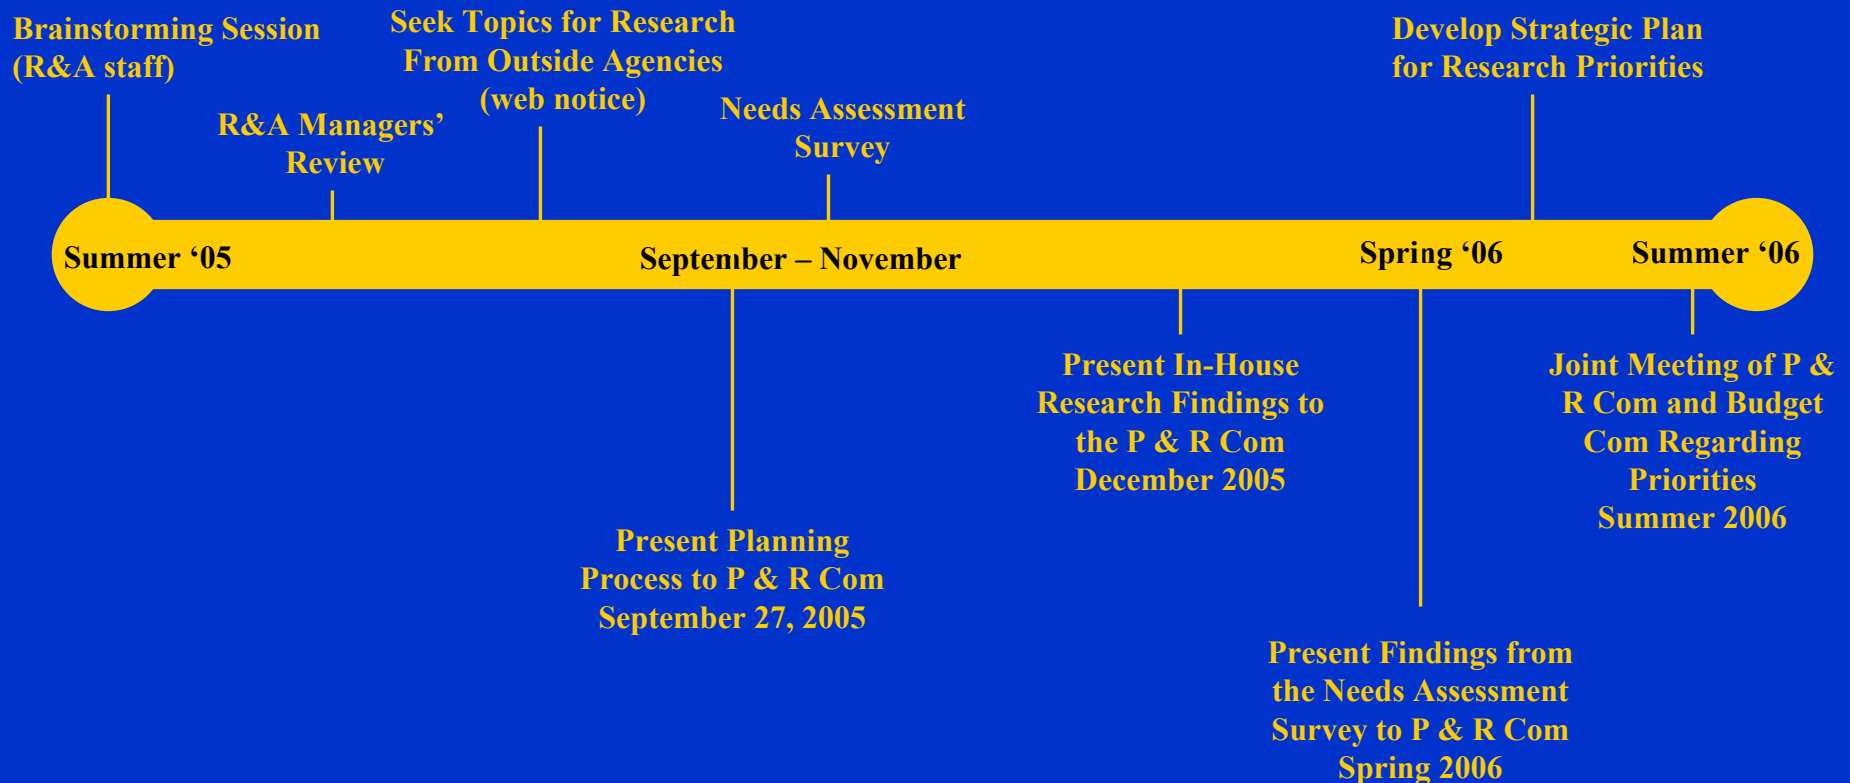 Brainstorming Session
(R&A staff)
R&A Managers’
Review
Seek Topics for Research
From Outside Agencies
(web notice)
Needs Assessment
Survey
Develop Strategic Plan
for Research Priorities
Summer ‘05
September – November
Spring ‘06
Summer ‘06
Present Planning
Process to P & R Com
September 27, 2005
Present In-House
Research Findings to
the P & R Com
December 2005
Present Findings from
the Needs Assessment
Survey to P & R Com
Spring 2006
Joint Meeting of P &
R Com and Budget
Com Regarding
Priorities
Summer 2006